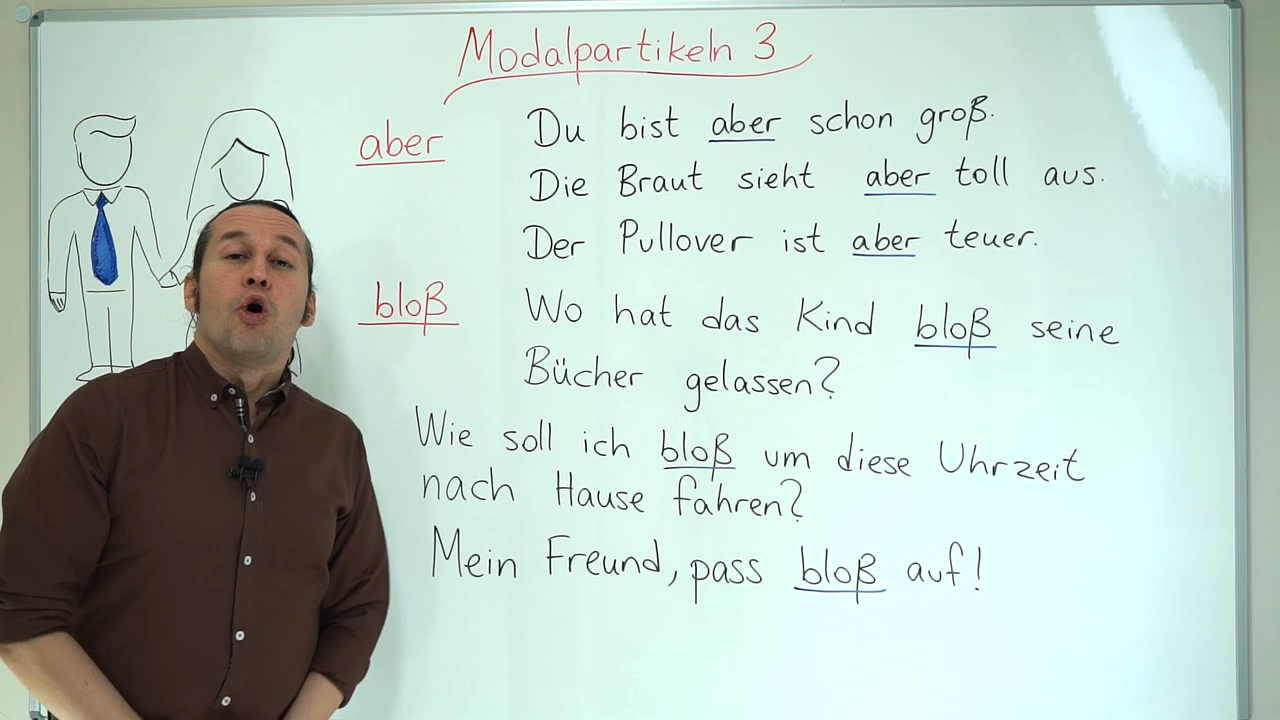 Modalpartikeln 3
aber
Du bist aber schon groß.
Die Braut sieht aber toll aus.
Der Pullover ist aber teuer.
bloß
Wo hat das Kind bloß seine
Bücher gelassen?
Wie soll ich bloß um diese Uhrzeit
nach Hause fahren?
Mein Freund, pass bloß auf!